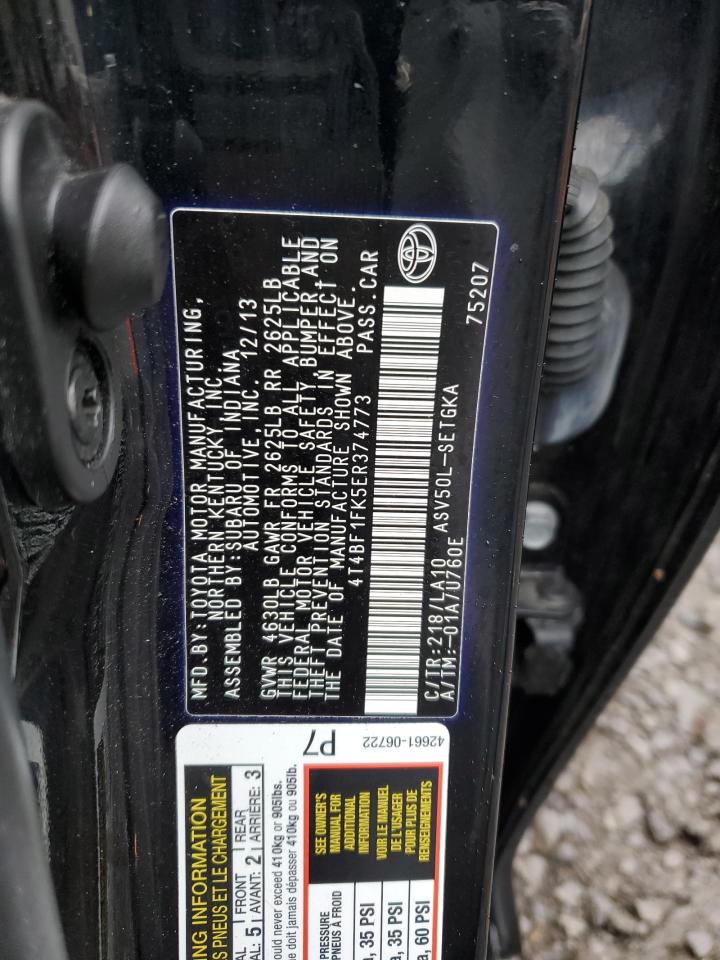 MFD.BY:TOYOTA MOTOR MANUFACTURING,
NORTHERN KENTUCKY, INC.
ASSEMBLED BY:SUBARU OF INDIANA
AUTOMOTIVE, INC. 12/13
GVWR 4630LB GAWR FR 2625LB RR 2625LB
THIS VEHICLE CONFORMS TO ALL APPLICABLE
FEDERAL MOTOR VEHICLE SAFETY, BUMPER, AND
THEFT PREVENTION STANDARDS IN EFFECT ON
THE DATE OF MANUFACTURE SHOWN ABOVE.
4T4BF1FK5ER374773 PASS.CAR
C/TR:218/LA10 ASV50L-SETGKA
A/TM:-01A/U760E
75207
P7
42661-06722
ING INFORMATION
S PNEUS ET LE CHARGEMENT
FRONT 2 REAR 3
AL: 5 AVANT: 2 ARRIÈRE: 3
ould never exceed 410kg or 905lbs.
ne doit jamais dépasser 410kg ou 905lb.
PRESSURE
PNEUS À FROID
a, 35 PSI
a, 35 PSI
a, 60 PSI
SEE OWNER'S
MANUAL FOR
ADDITIONAL
INFORMATION
VOIR LE MANUEL
DE L'USAGER
POUR PLUS DE
RENSEIGNEMENTS